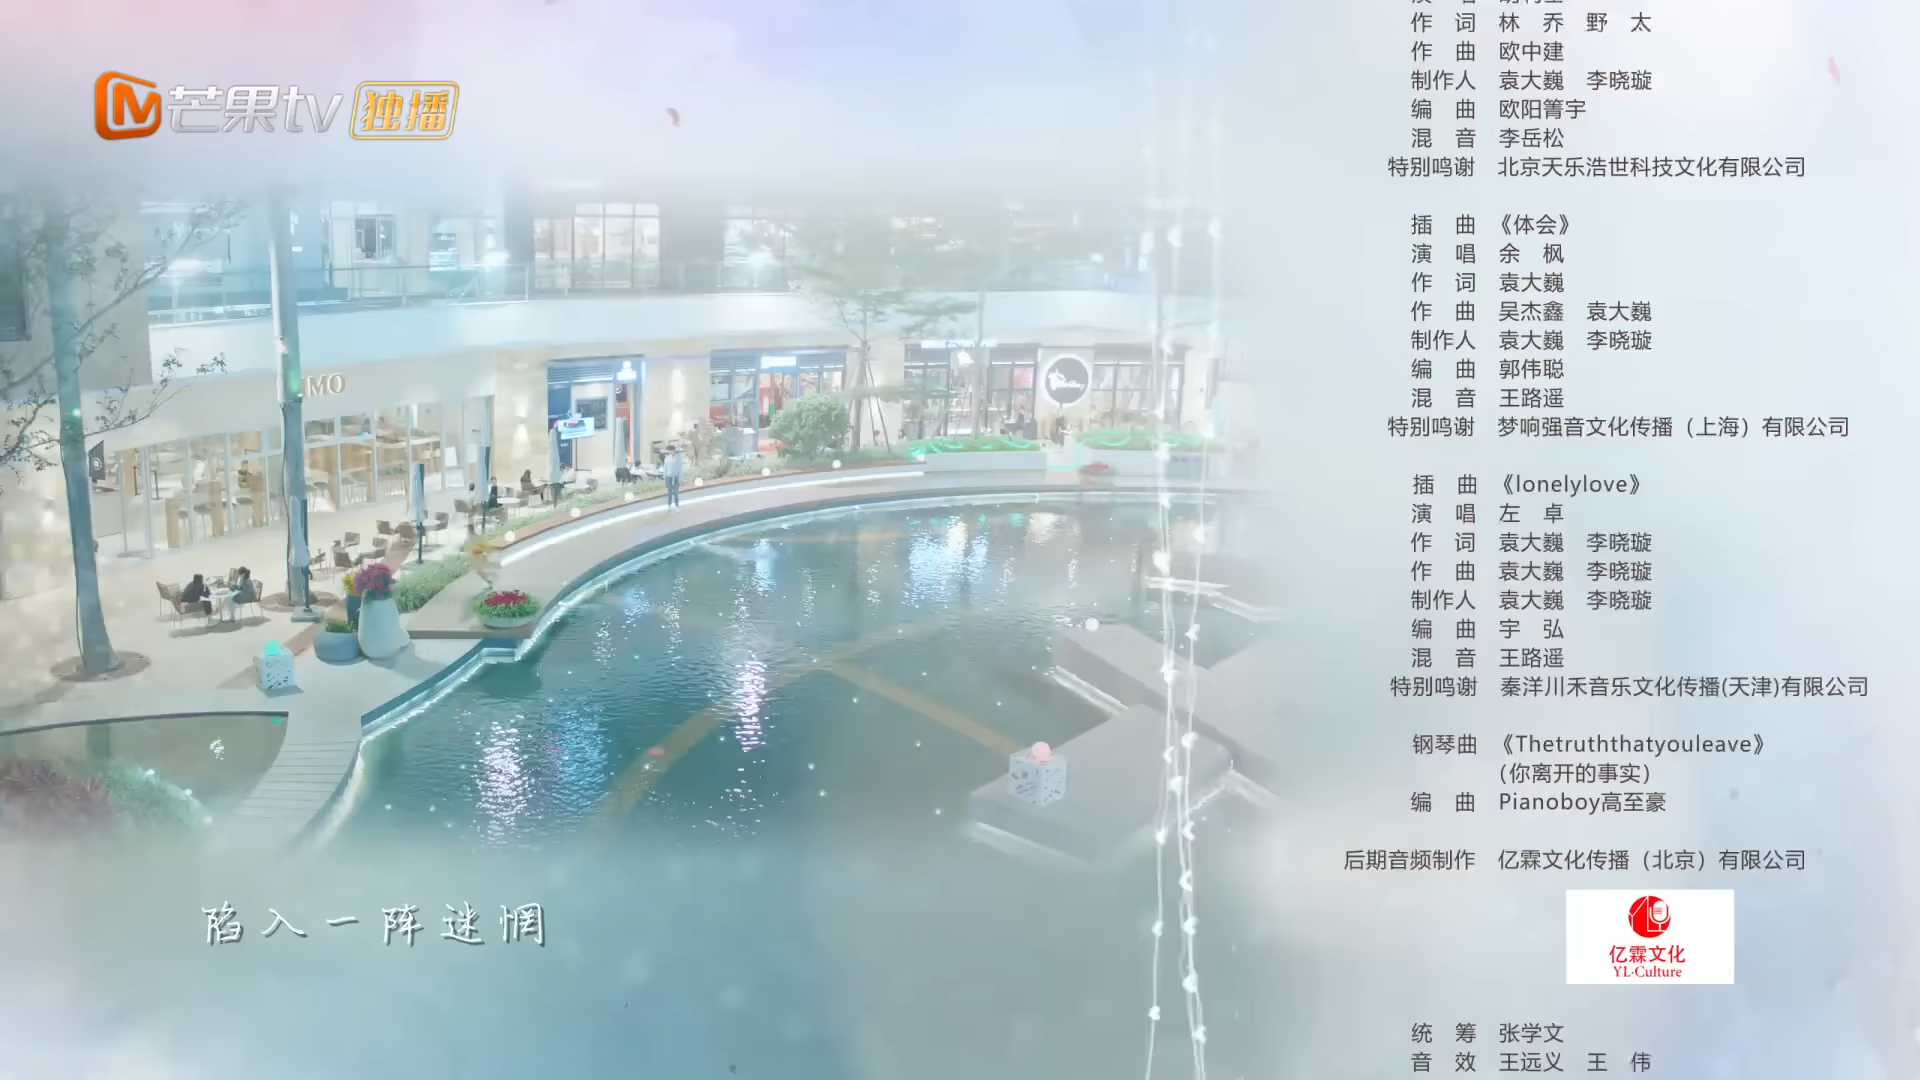 芒果tv 独播
作 词 林 乔 野 太
作 曲 欧中建
制作人 袁大巍 李晓璇
编 曲 欧阳箐宇
混 音 李岳松
特别鸣谢 北京天乐浩世科技文化有限公司
插 曲 《体会》
演 唱 余 枫
作 词 袁大巍
作 曲 吴杰鑫 袁大巍
制作人 袁大巍 李晓璇
编 曲 郭伟聪
混 音 王路遥
特别鸣谢 梦响强音文化传播（上海）有限公司
插 曲 《lonelylove》
演 唱 左 卓
作 词 袁大巍 李晓璇
作 曲 袁大巍 李晓璇
制作人 袁大巍 李晓璇
编 曲 宇 弘
混 音 王路遥
特别鸣谢 秦洋川禾音乐文化传播(天津)有限公司
钢琴曲 《Thetruththatyouleave》
（你离开的事实）
编 曲 Pianoboy高至豪
后期音频制作 亿霖文化传播（北京）有限公司
亿霖文化
YL·Culture
统 筹 张学文
音 效 王远义 王 伟
陷入一阵迷惘
MO